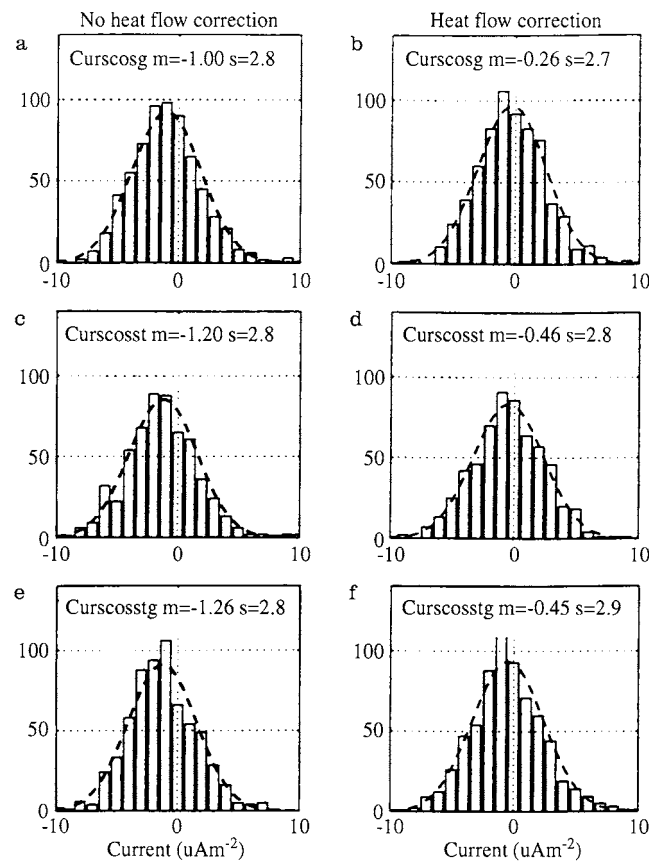 No heat flow correction
Heat flow correction
a
b
Curscosg m=-1.00 s=2.8
Curscosg m=-0.26 s=2.7
100
50
0
-10 0 10
100
50
0
-10 0 10
c
d
Curscosst m=-1.20 s=2.8
Curscosst m=-0.46 s=2.8
100
50
0
-10 0 10
100
50
0
-10 0 10
e
f
Curscosstg m=-1.26 s=2.8
Curscosstg m=-0.45 s=2.9
100
50
0
-10 0 10
100
50
0
-10 0 10
Current (uAm⁻²)
Current (uAm⁻²)